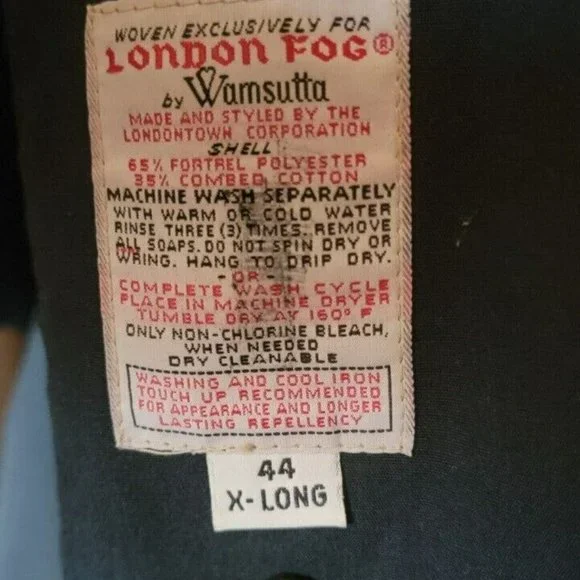 WOVEN EXCLUSIVELY FOR
LONDON FOG®
by Wamsutta
MADE AND STYLED BY THE
LONDONTOWN CORPORATION
SHELL
65% FORTREL POLYESTER
35% COMBED COTTON
MACHINE WASH SEPARATELY
WITH WARM OR COLD WATER
RINSE THREE (3) TIMES. REMOVE
ALL SOAPS. DO NOT SPIN DRY OR
WRING. HANG TO DRIP DRY.
-OR-
COMPLETE WASH CYCLE
PLACE IN MACHINE DRYER
TUMBLE DRY AY 160° F
ONLY NON-CHLORINE BLEACH,
WHEN NEEDED
DRY CLEANABLE
WASHING AND COOL IRON
TOUCH UP RECOMMENDED
FOR APPEARANCE AND LONGER
LASTING REPELLENCY
44
X-LONG